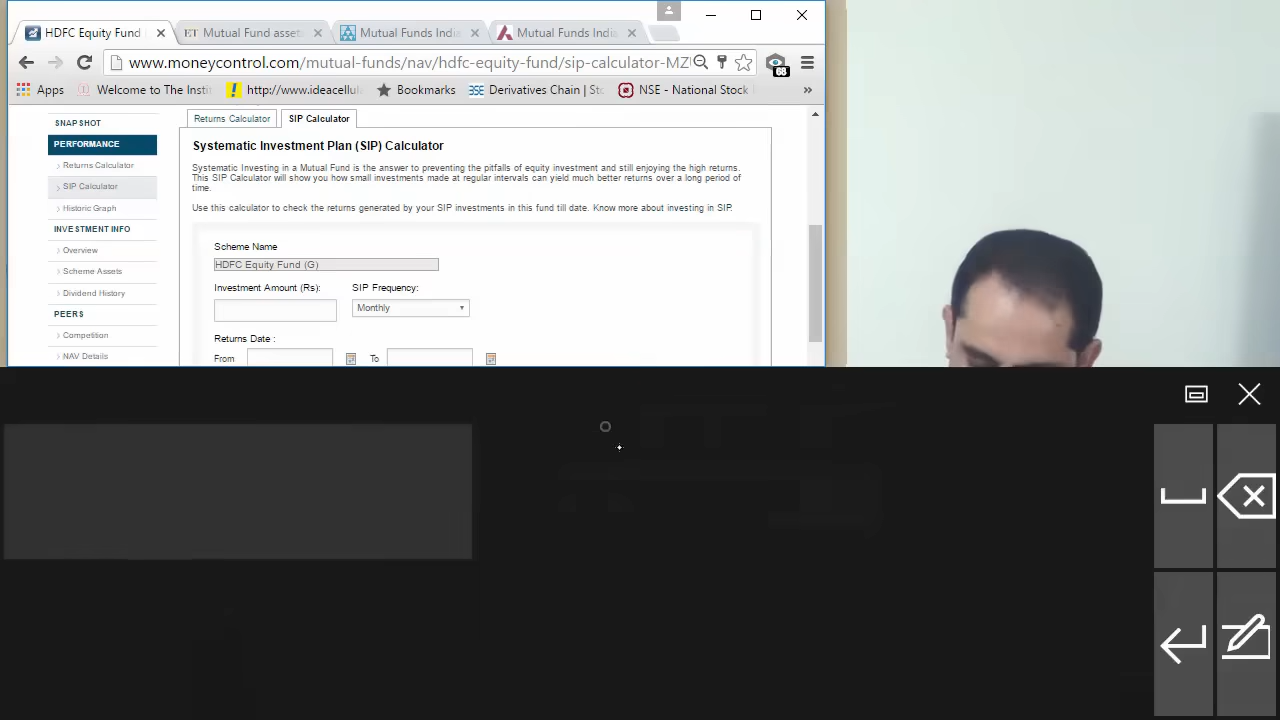 HDFC Equity Fund
ET Mutual Fund asset
Mutual Funds Indi
Mutual Funds India
www.moneycontrol.com/mutual-funds/nav/hdfc-equity-fund/sip-calculator-MZ
68
Apps
Welcome to The Insti
http://www.ideacellul
Bookmarks
Derivatives Chain | St
NSE - National Stock
»
SNAPSHOT
PERFORMANCE
Returns Calculator
SIP Calculator
Historic Graph
INVESTMENT INFO
Overview
Scheme Assets
Dividend History
PEERS
Competition
NAV Details
Returns Calculator
SIP Calculator
Systematic Investment Plan (SIP) Calculator
Systematic Investing in a Mutual Fund is the answer to preventing the pitfalls of equity investment and still enjoying the high returns.
This SIP Calculator will show you how small investments made at regular intervals can yield much better returns over a long period of
time.
Use this calculator to check the returns generated by your SIP investments in this fund till date. Know more about investing in SIP.
Scheme Name
HDFC Equity Fund (G)
Investment Amount (Rs):
SIP Frequency:
Monthly
Returns Date :
From
To